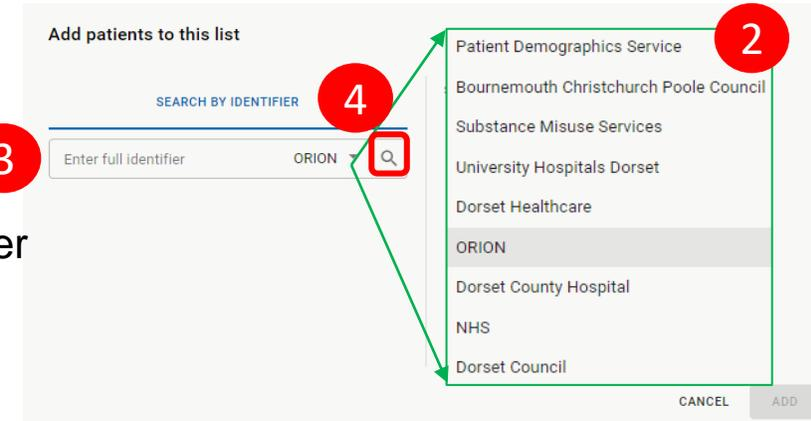 Add patients to this list
SEARCH BY IDENTIFIER
4
3
Enter full identifier
ORION
er
2
Patient Demographics Service
Bournemouth Christchurch Poole Council
Substance Misuse Services
University Hospitals Dorset
Dorset Healthcare
ORION
Dorset County Hospital
NHS
Dorset Council
CANCEL
ADD